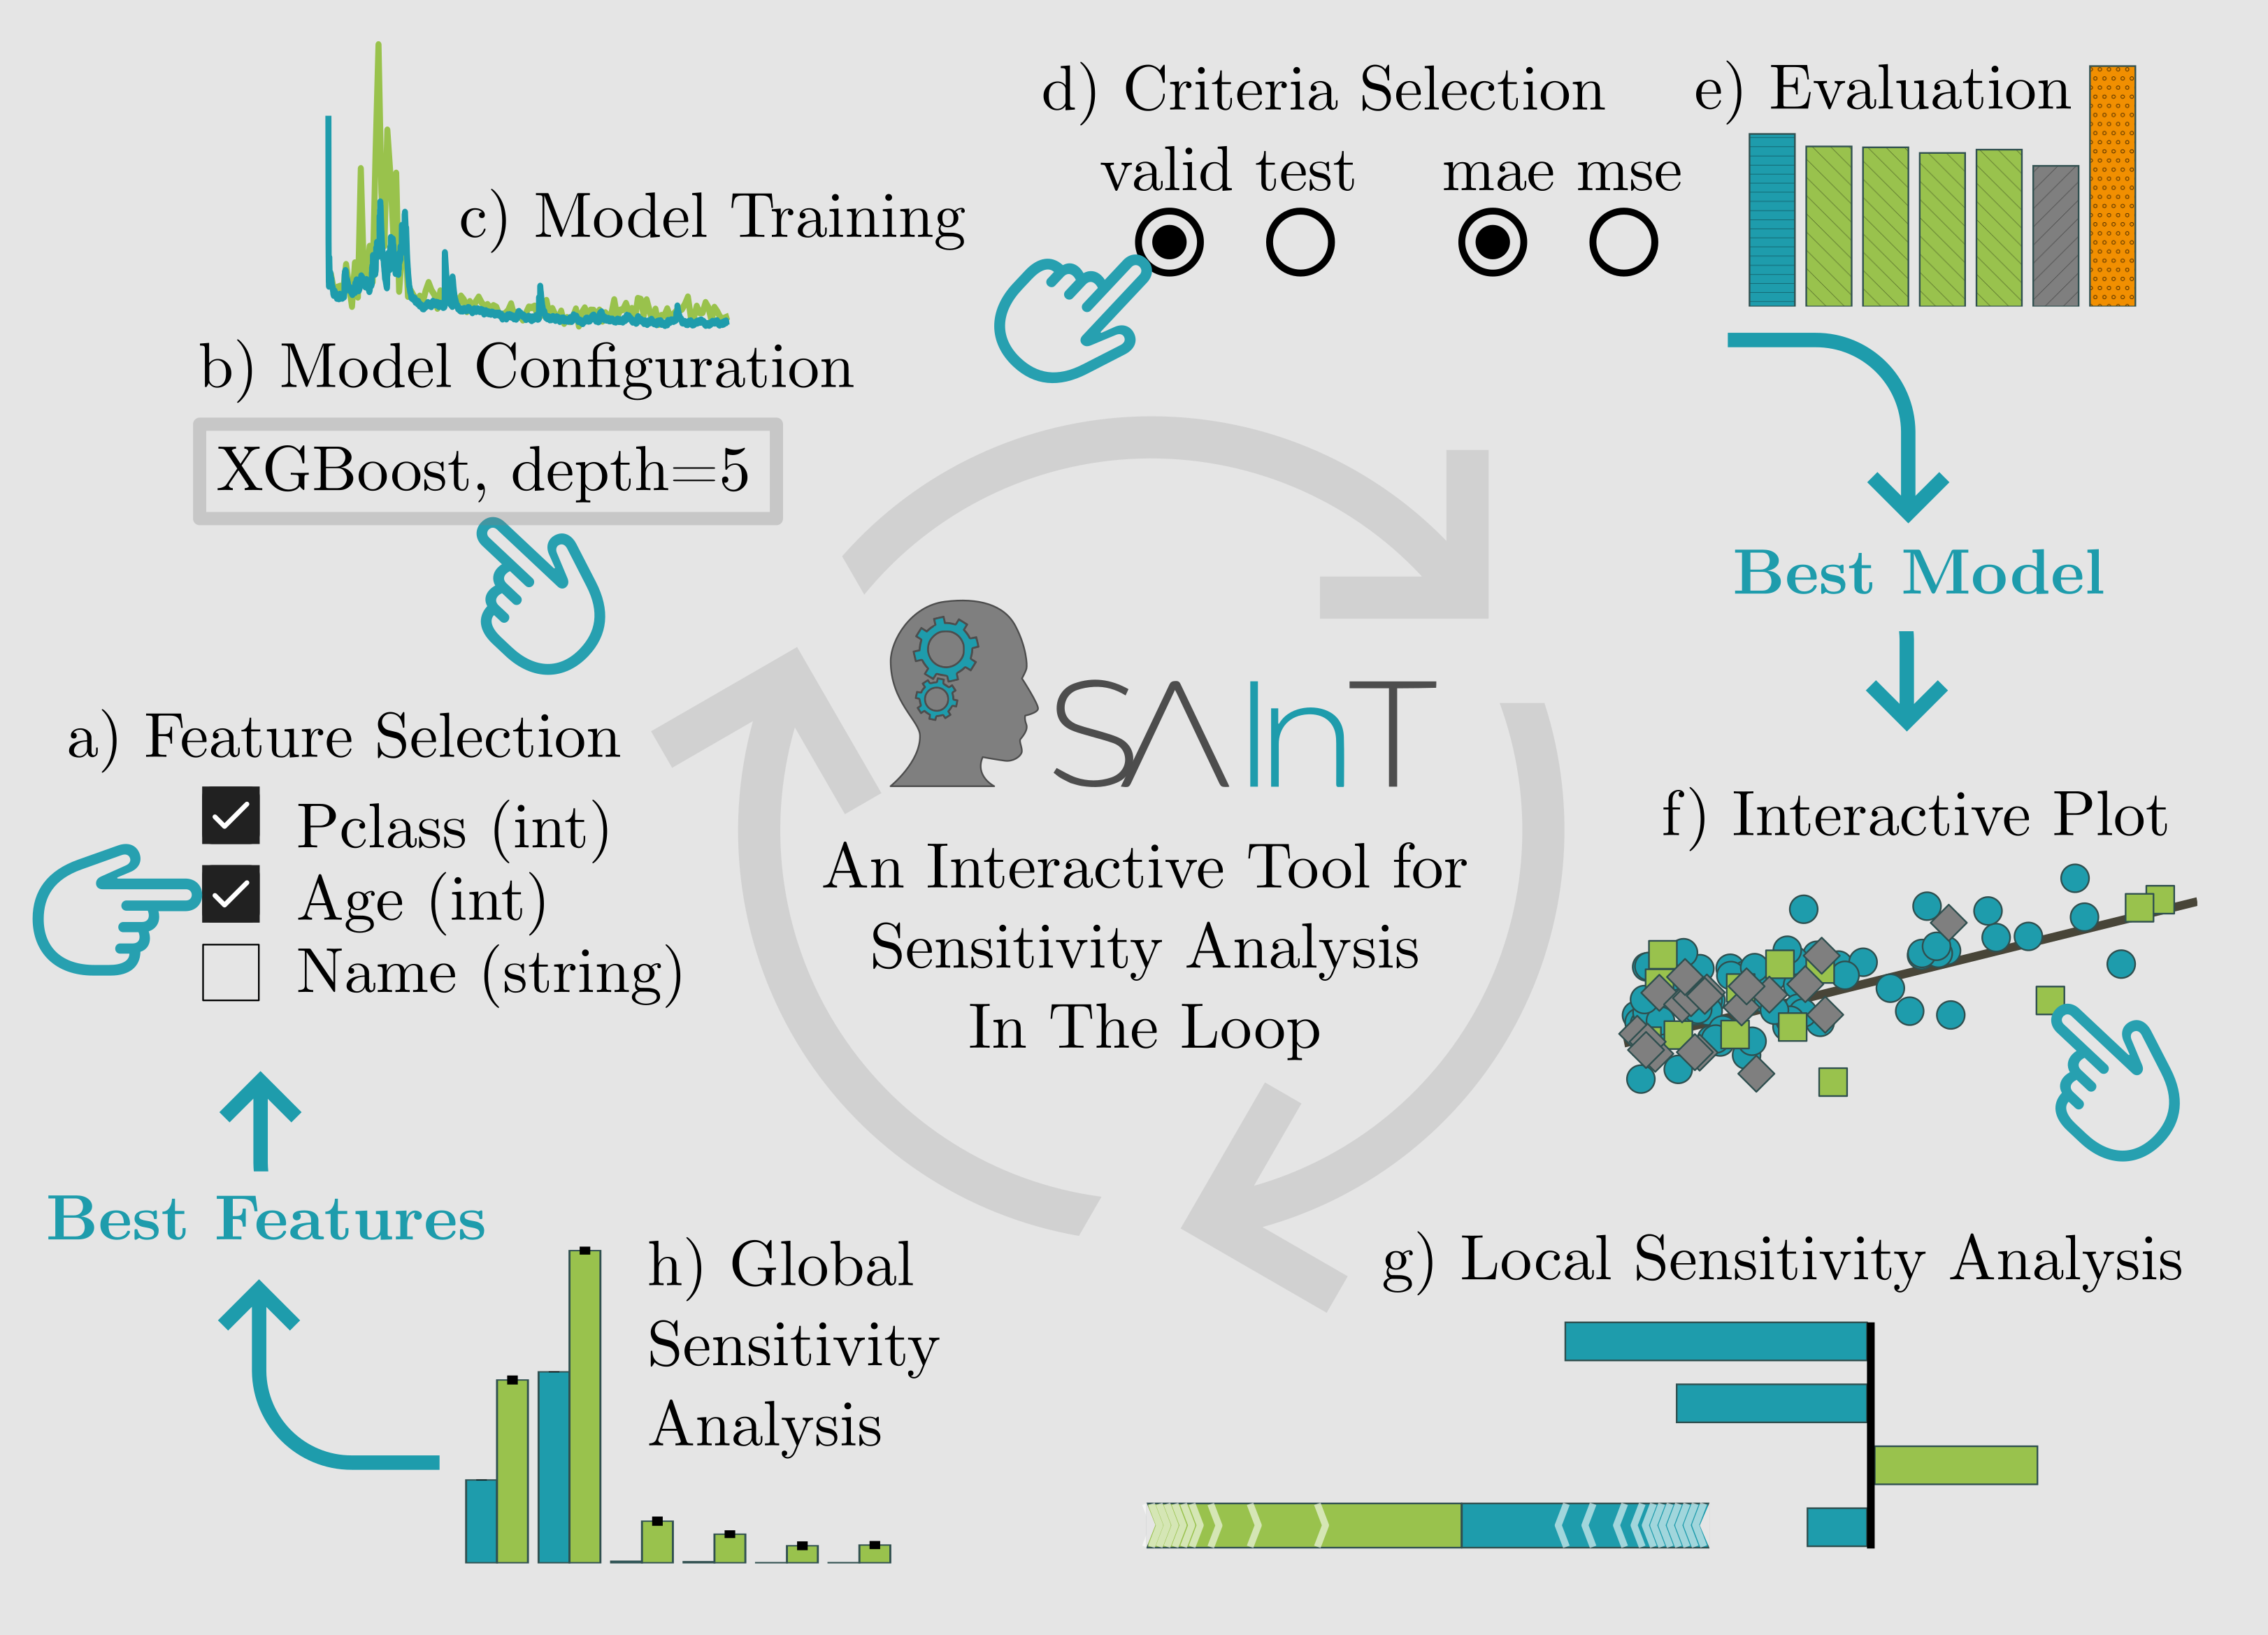 c) Model Training
b) Model Configuration
XGBoost, depth=5
d) Criteria Selection
valid test mae mse
e) Evaluation
Best Model
a) Feature Selection
Pclass (int)
Age (int)
Name (string)
SAInT
An Interactive Tool for
Sensitivity Analysis
In The Loop
f) Interactive Plot
Best Features
h) Global
Sensitivity
Analysis
g) Local Sensitivity Analysis